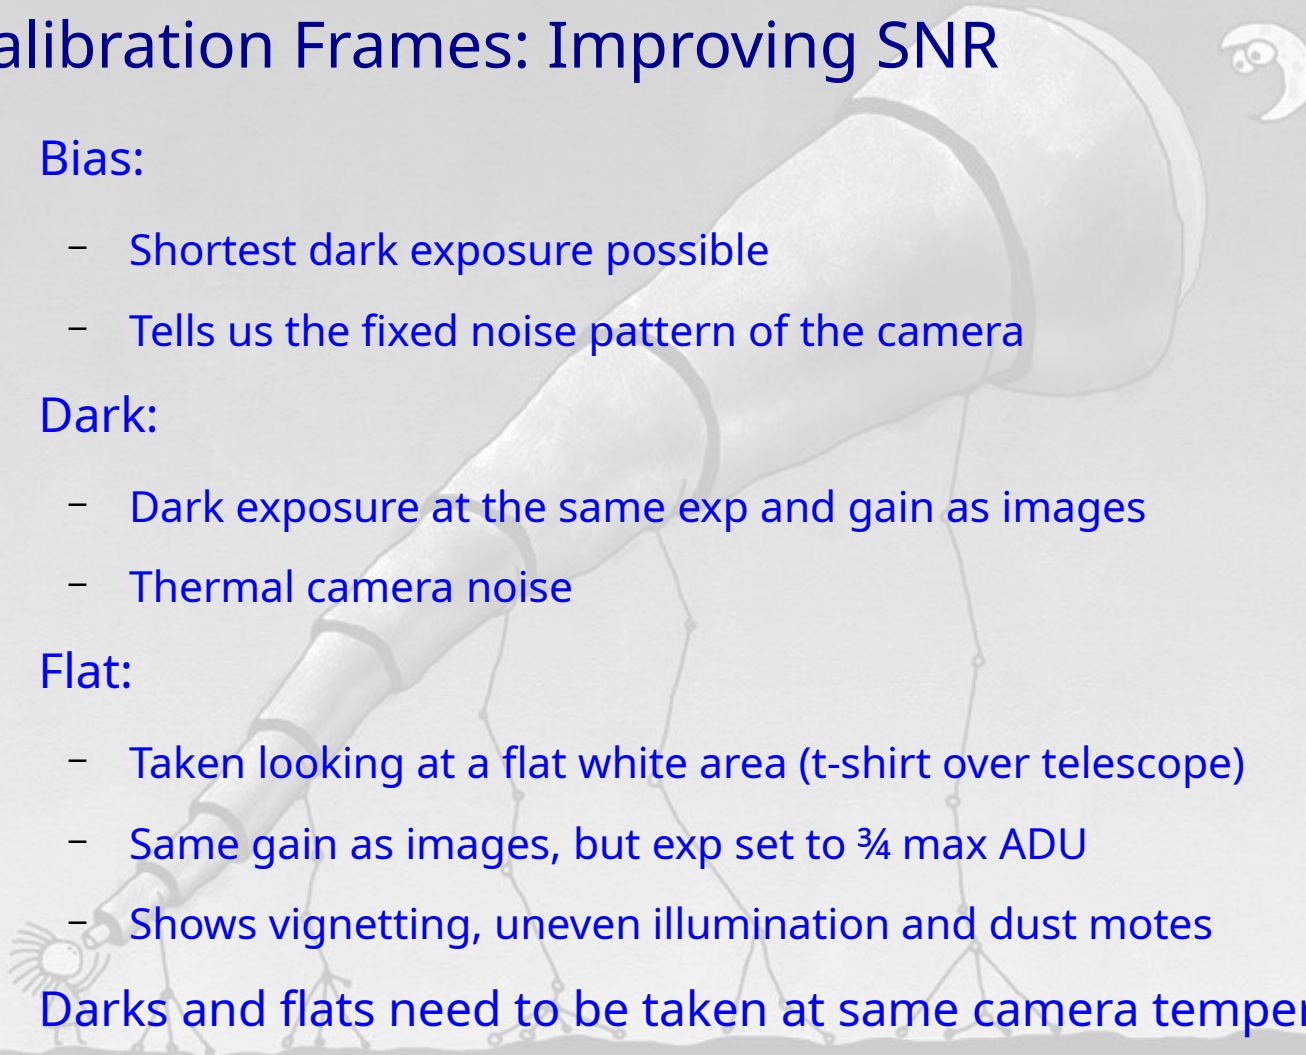 alibration Frames: Improving SNR
Bias:
– Shortest dark exposure possible
– Tells us the fixed noise pattern of the camera
Dark:
– Dark exposure at the same exp and gain as images
– Thermal camera noise
Flat:
– Taken looking at a flat white area (t-shirt over telescope)
– Same gain as images, but exp set to ¾ max ADU
– Shows vignetting, uneven illumination and dust motes
Darks and flats need to be taken at same camera temper